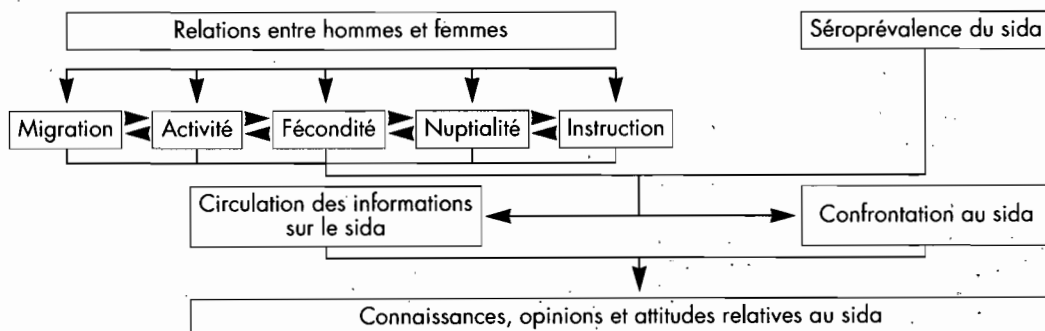 Relations entre hommes et femmes
Séroprévalence du sida
Migration
Activité
Fécondité
Nuptialité
Instruction
Circulation des informations
sur le sida
Confrontation au sida
Connaissances, opinions et attitudes relatives au sida